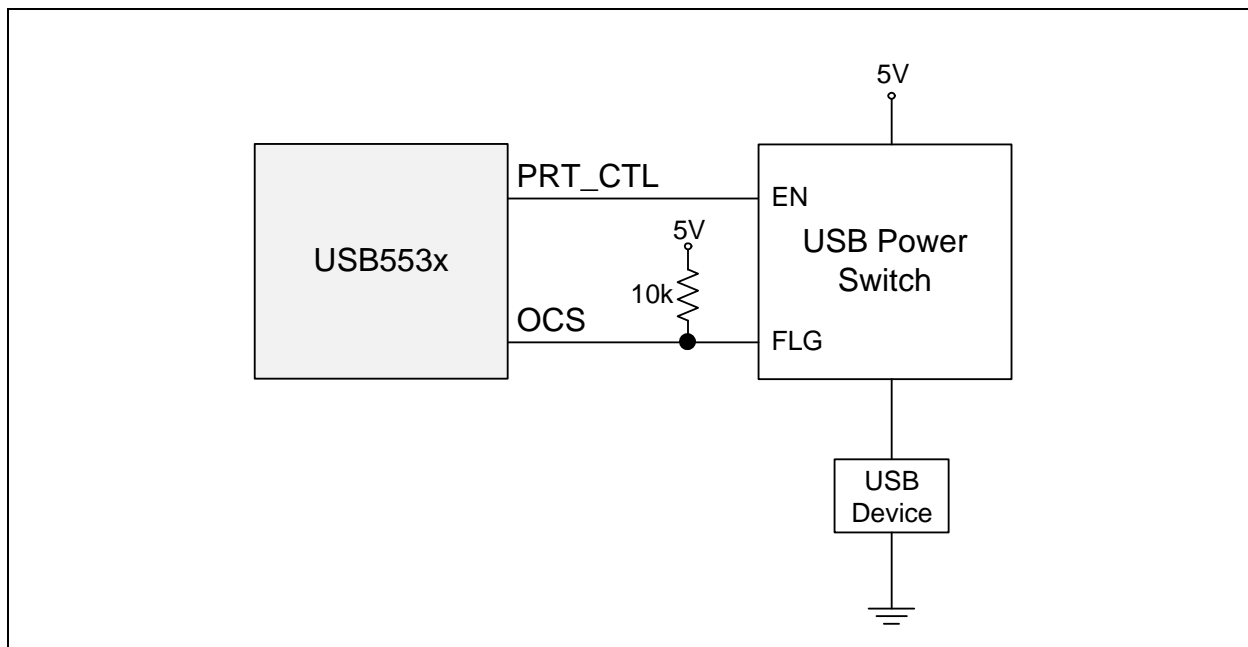 5V
PRT_CTL
EN
USB553x
5V
USB Power
Switch
10k
OCS
FLG
USB
Device